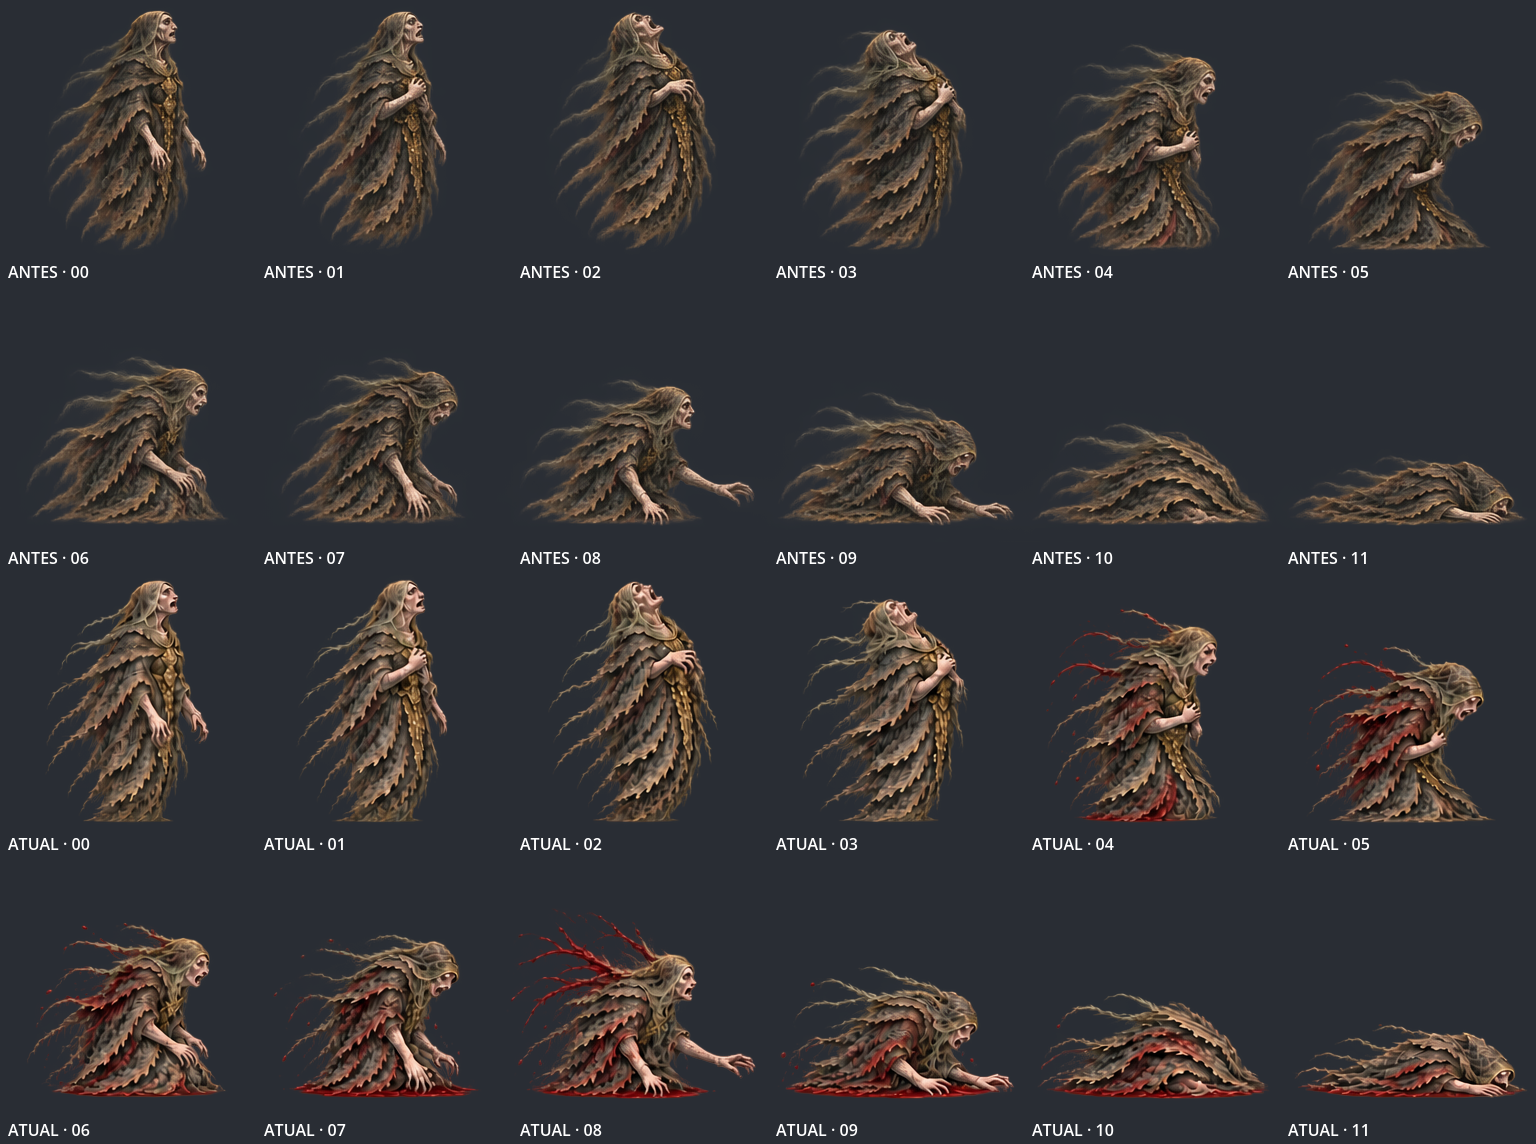 ANTES · 00
ANTES · 01
ANTES · 02
ANTES · 03
ANTES · 04
ANTES · 05
ANTES · 06
ANTES · 07
ANTES · 08
ANTES · 09
ANTES · 10
ANTES · 11
ATUAL · 00
ATUAL · 01
ATUAL · 02
ATUAL · 03
ATUAL · 04
ATUAL · 05
ATUAL · 06
ATUAL · 07
ATUAL · 08
ATUAL · 09
ATUAL · 10
ATUAL · 11